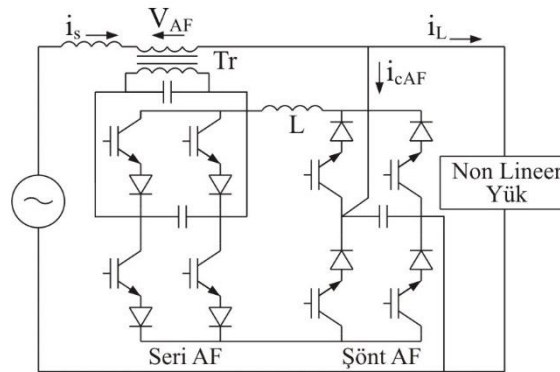 i_s
V_AF
i_L
Tr
i_cAF
L
Non Lineer
Yük
Seri AF
Şönt AF